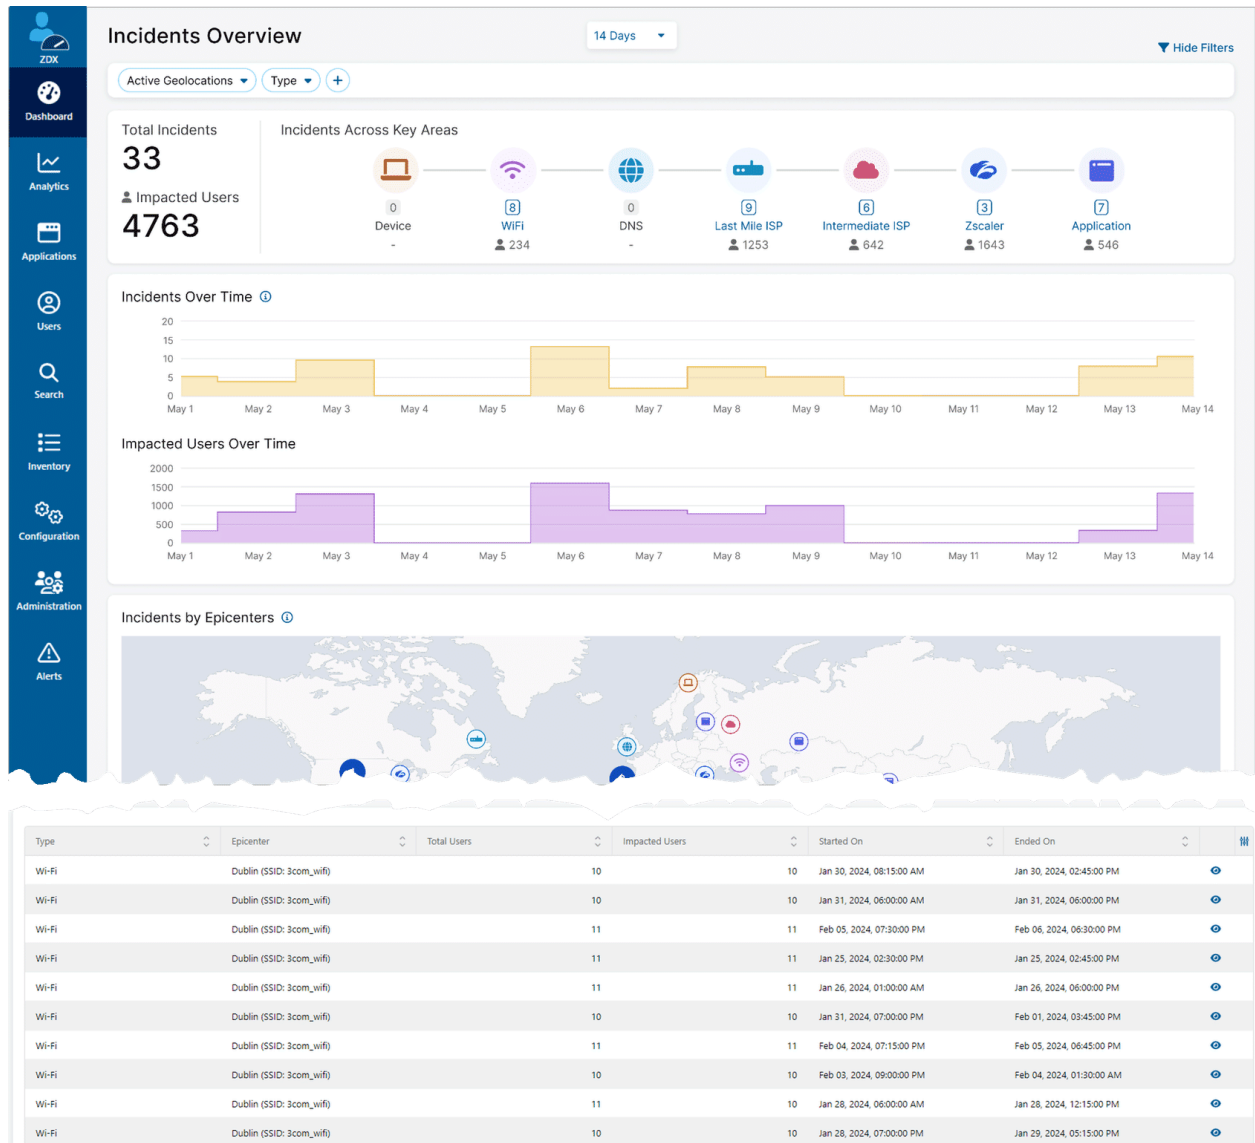 ZDX
Dashboard
Analytics
Applications
Users
Search
Inventory
Configuration
Administration
Alerts
Incidents Overview
14 Days
Hide Filters
Active Geolocations
Type
+
Total Incidents
33
Impacted Users
4763
Incidents Across Key Areas
0
Device
-
8
WiFi
234
0
DNS
-
9
Last Mile ISP
1253
6
Intermediate ISP
642
3
Zscaler
1643
7
Application
546
Incidents Over Time
20
15
10
5
0
May 1 May 2 May 3 May 4 May 5 May 6 May 7 May 8 May 9 May 10 May 11 May 12 May 13 May 14
Impacted Users Over Time
2000
1500
1000
500
0
May 1 May 2 May 3 May 4 May 5 May 6 May 7 May 8 May 9 May 10 May 11 May 12 May 13 May 14
Incidents by Epicenters
Type Epicenter Total Users Impacted Users Started On Ended On
Wi-Fi Dublin (SSID: 3com_wifi) 10 10 Jan 30, 2024, 08:15:00 AM Jan 30, 2024, 02:45:00 PM
Wi-Fi Dublin (SSID: 3com_wifi) 10 10 Jan 31, 2024, 06:00:00 AM Jan 31, 2024, 06:00:00 PM
Wi-Fi Dublin (SSID: 3com_wifi) 11 11 Feb 05, 2024, 07:30:00 PM Feb 06, 2024, 06:30:00 PM
Wi-Fi Dublin (SSID: 3com_wifi) 11 11 Jan 25, 2024, 02:30:00 PM Jan 25, 2024, 02:45:00 PM
Wi-Fi Dublin (SSID: 3com_wifi) 11 11 Jan 26, 2024, 01:00:00 AM Jan 26, 2024, 06:00:00 PM
Wi-Fi Dublin (SSID: 3com_wifi) 10 10 Jan 31, 2024, 07:00:00 PM Feb 01, 2024, 03:45:00 PM
Wi-Fi Dublin (SSID: 3com_wifi) 11 11 Feb 04, 2024, 07:15:00 PM Feb 05, 2024, 06:45:00 PM
Wi-Fi Dublin (SSID: 3com_wifi) 10 10 Feb 03, 2024, 09:00:00 PM Feb 04, 2024, 01:30:00 AM
Wi-Fi Dublin (SSID: 3com_wifi) 11 10 Jan 28, 2024, 06:00:00 AM Jan 28, 2024, 12:15:00 PM
Wi-Fi Dublin (SSID: 3com_wifi) 10 10 Jan 28, 2024, 07:00:00 PM Jan 29, 2024, 05:15:00 PM